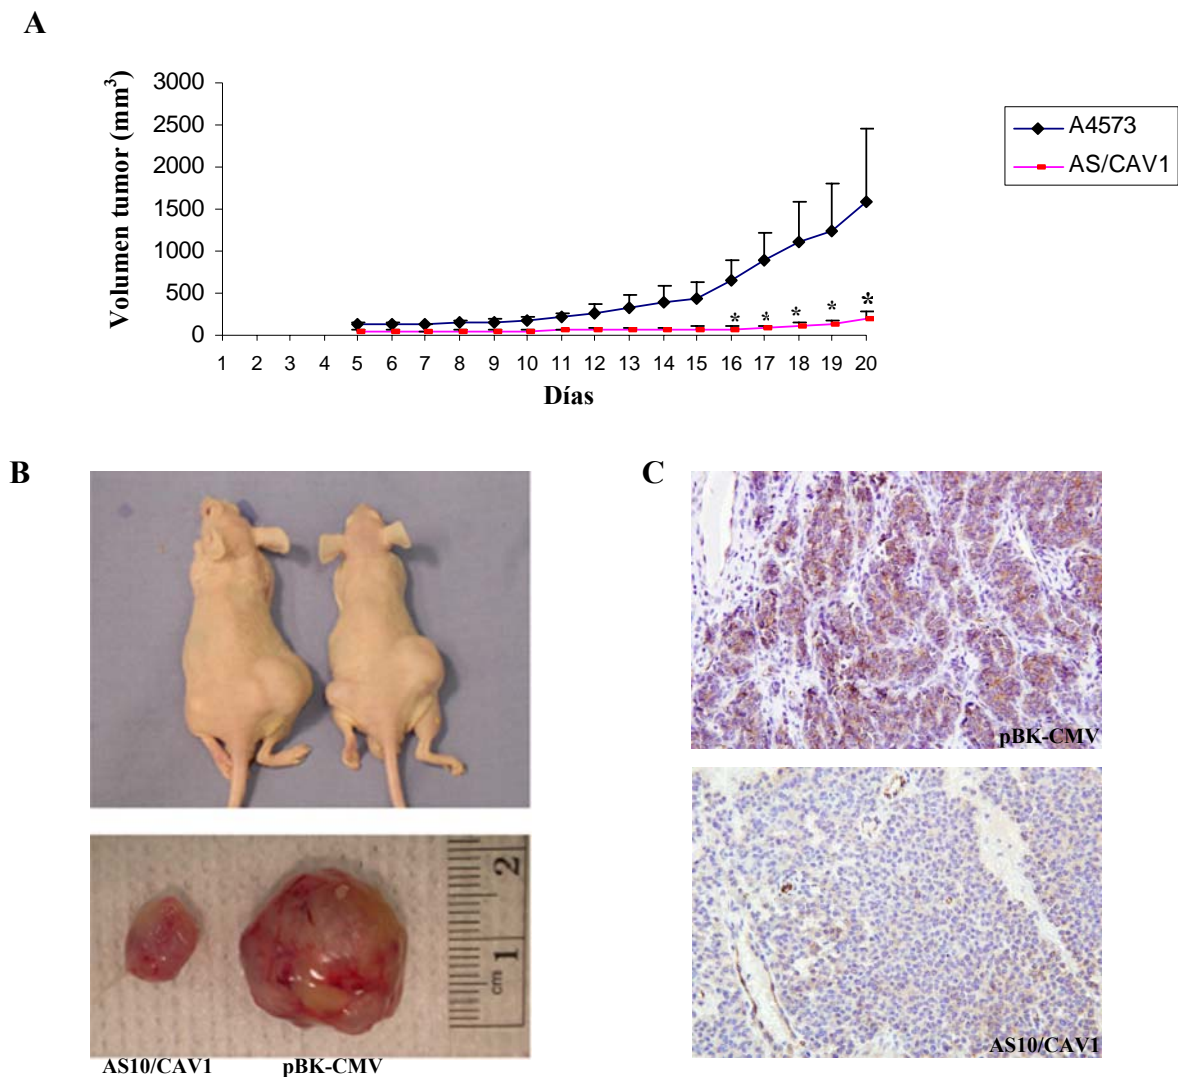 A
Volumen tumor (mm³)
3000
2500
2000
1500
1000
500
0
1 2 3 4 5 6 7 8 9 10 11 12 13 14 15 16 17 18 19 20
Días
* * * * *
A4573
AS/CAV1
B
C
pBK-CMV
2
1
cm
AS10/CAV1 pBK-CMV
AS10/CAV1